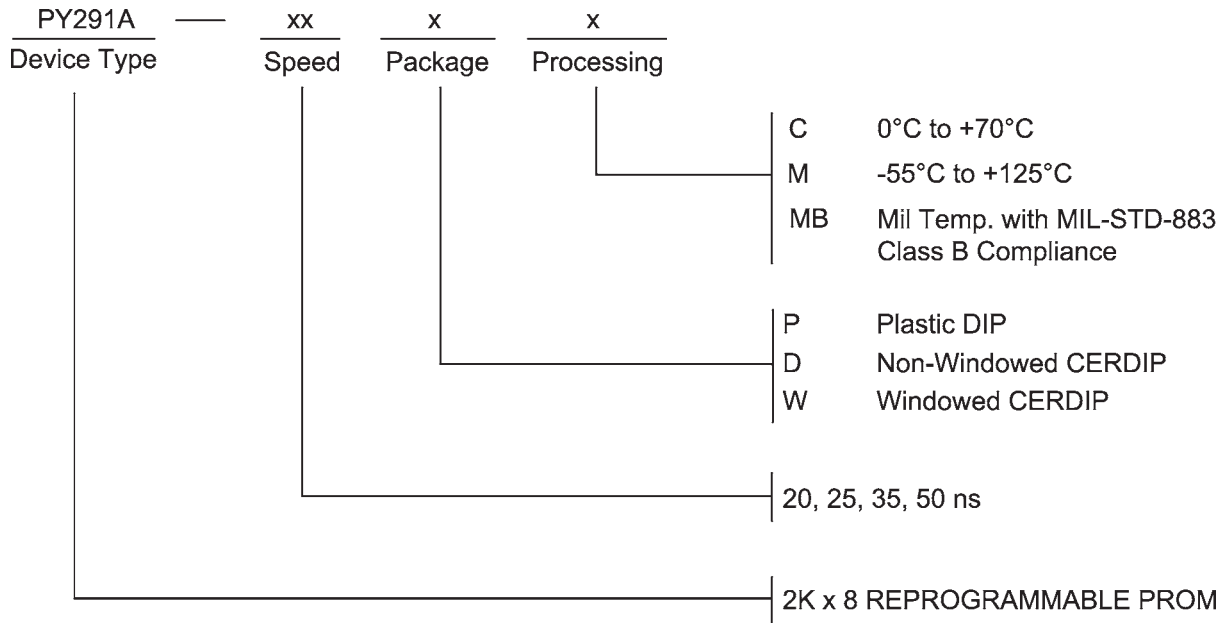 PY291A — xx x x
Device Type Speed Package Processing
C 0°C to +70°C
M -55°C to +125°C
MB Mil Temp. with MIL-STD-883
Class B Compliance
P Plastic DIP
D Non-Windowed CERDIP
W Windowed CERDIP
20, 25, 35, 50 ns
2K x 8 REPROGRAMMABLE PROM